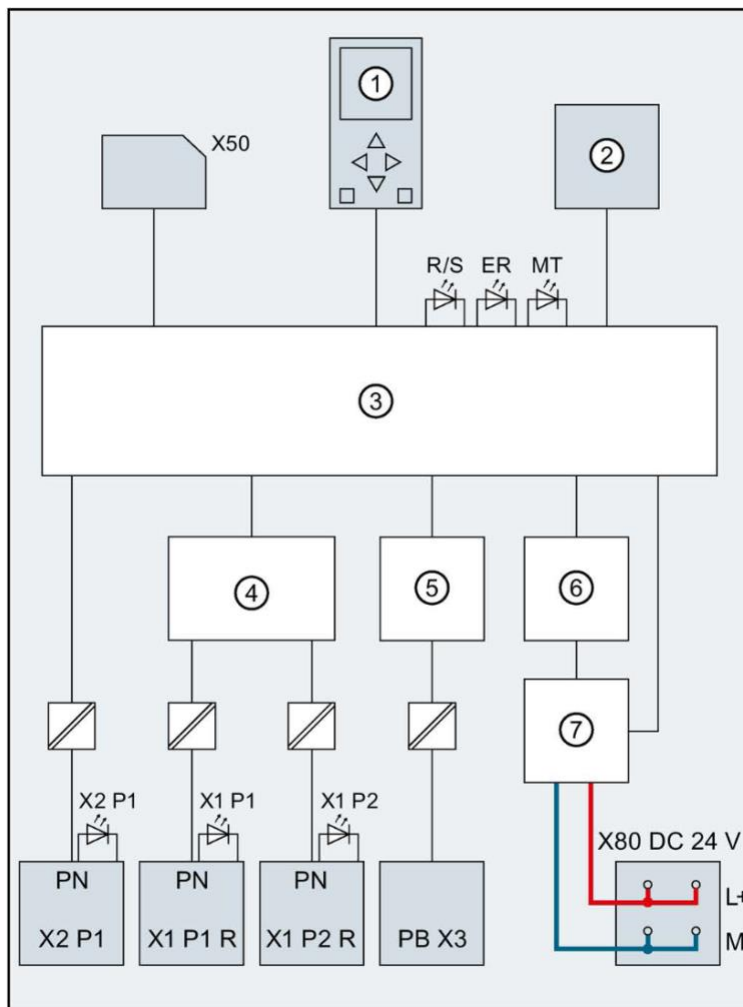 ①
X50
②
R/S ER MT
③
④ ⑤ ⑥
⑦
X2 P1 X1 P1 X1 P2
X80 DC 24 V
PN PN PN
L+
X2 P1 X1 P1 R X1 P2 R PB X3
M